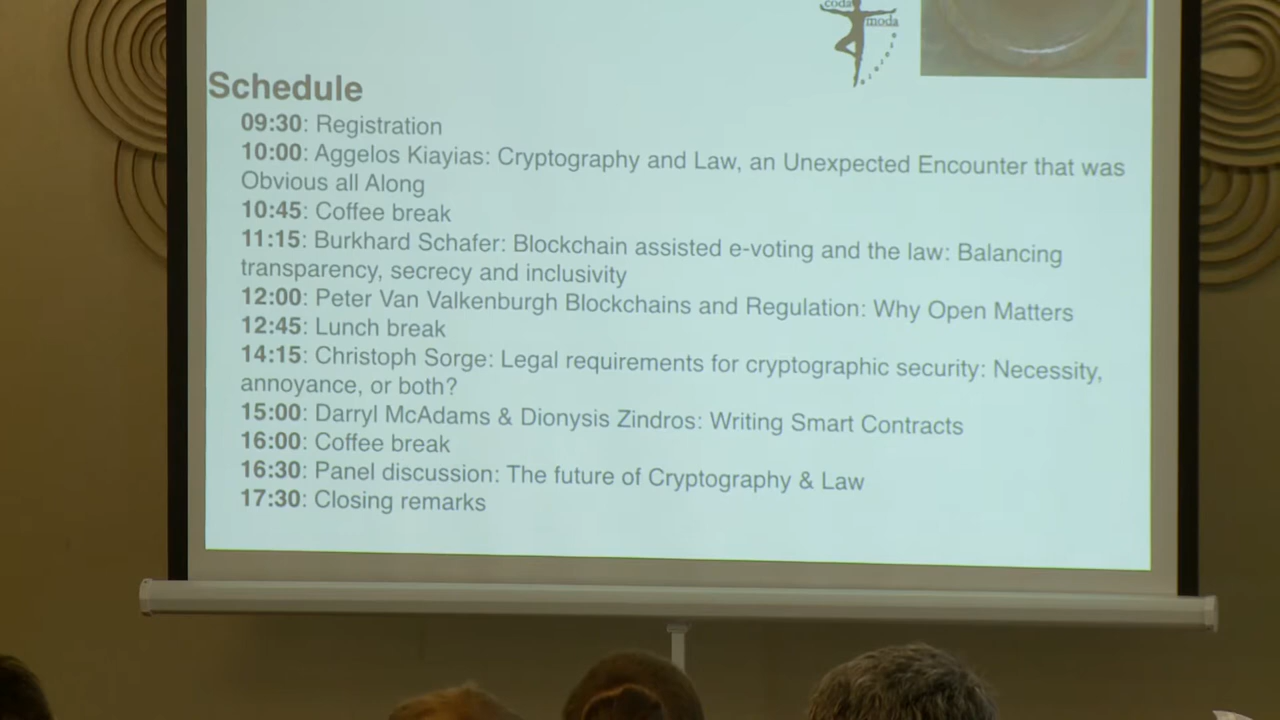 coda
moda
Schedule
09:30: Registration
10:00: Aggelos Kiayias: Cryptography and Law, an Unexpected Encounter that was
Obvious all Along
10:45: Coffee break
11:15: Burkhard Schafer: Blockchain assisted e-voting and the law: Balancing
transparency, secrecy and inclusivity
12:00: Peter Van Valkenburgh Blockchains and Regulation: Why Open Matters
12:45: Lunch break
14:15: Christoph Sorge: Legal requirements for cryptographic security: Necessity,
annoyance, or both?
15:00: Darryl McAdams & Dionysis Zindros: Writing Smart Contracts
16:00: Coffee break
16:30: Panel discussion: The future of Cryptography & Law
17:30: Closing remarks